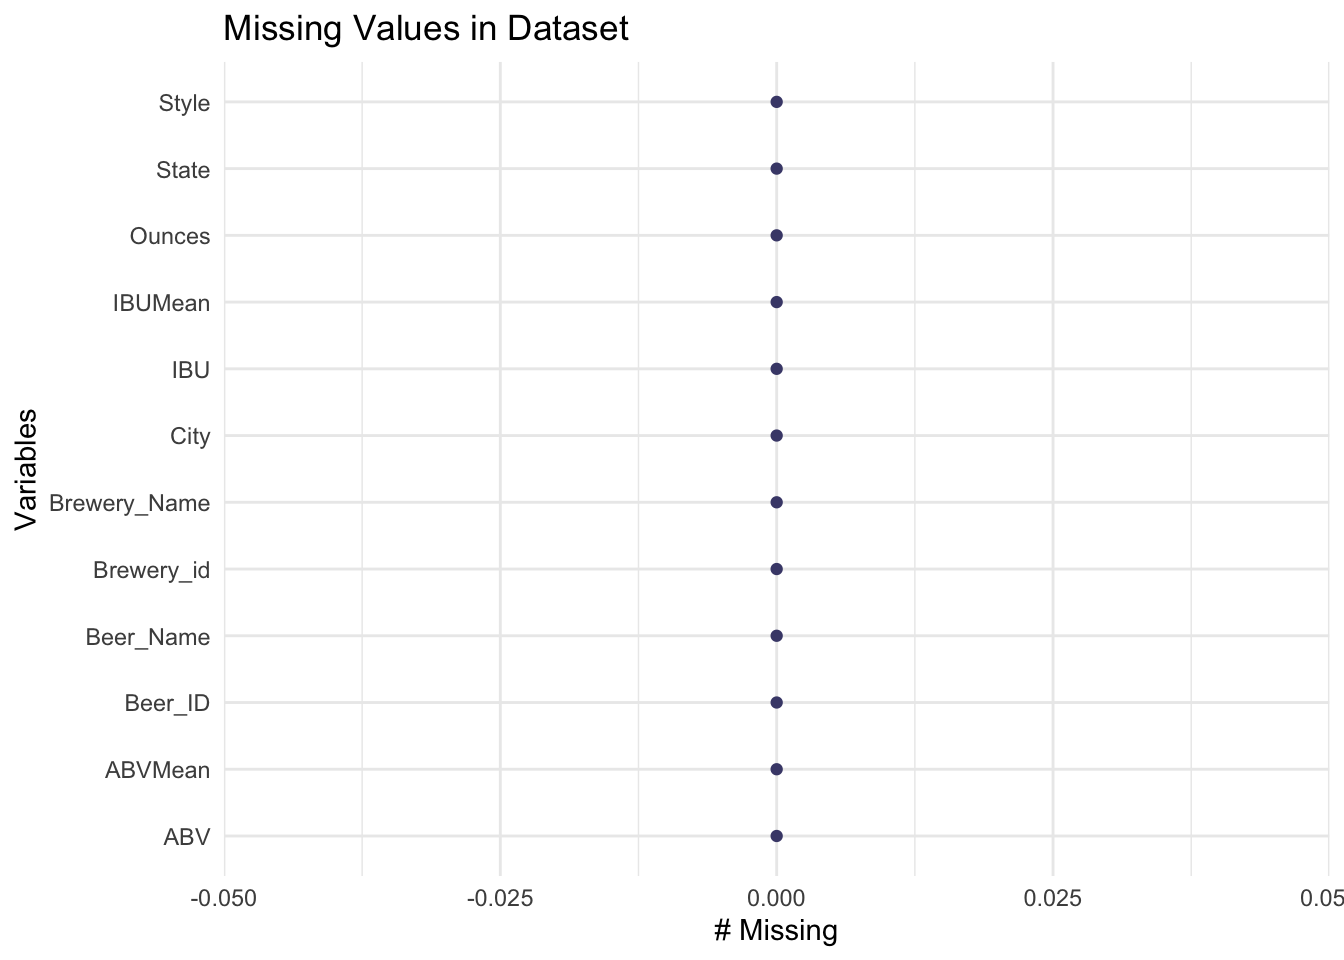 Missing Values in Dataset
Style
State
Ounces
IBUMean
IBU
City
Brewery_Name
Brewery_id
Beer_Name
Beer_ID
ABVMean
ABV
Variables
-0.050
-0.025
0.000
0.025
0.05
# Missing